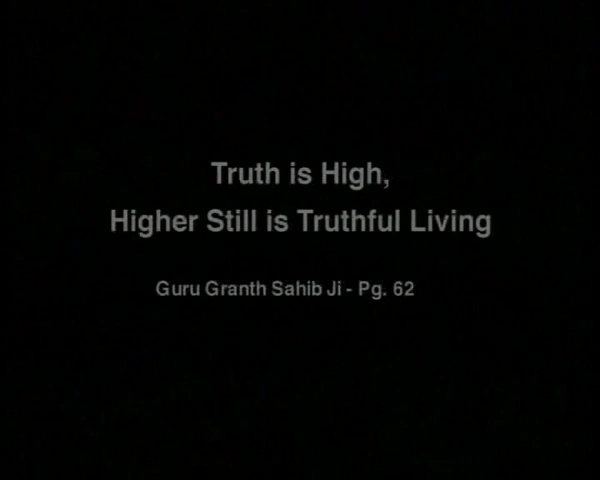 Truth is High,
Higher Still is Truthful Living
Guru Granth Sahib Ji - Pg. 62